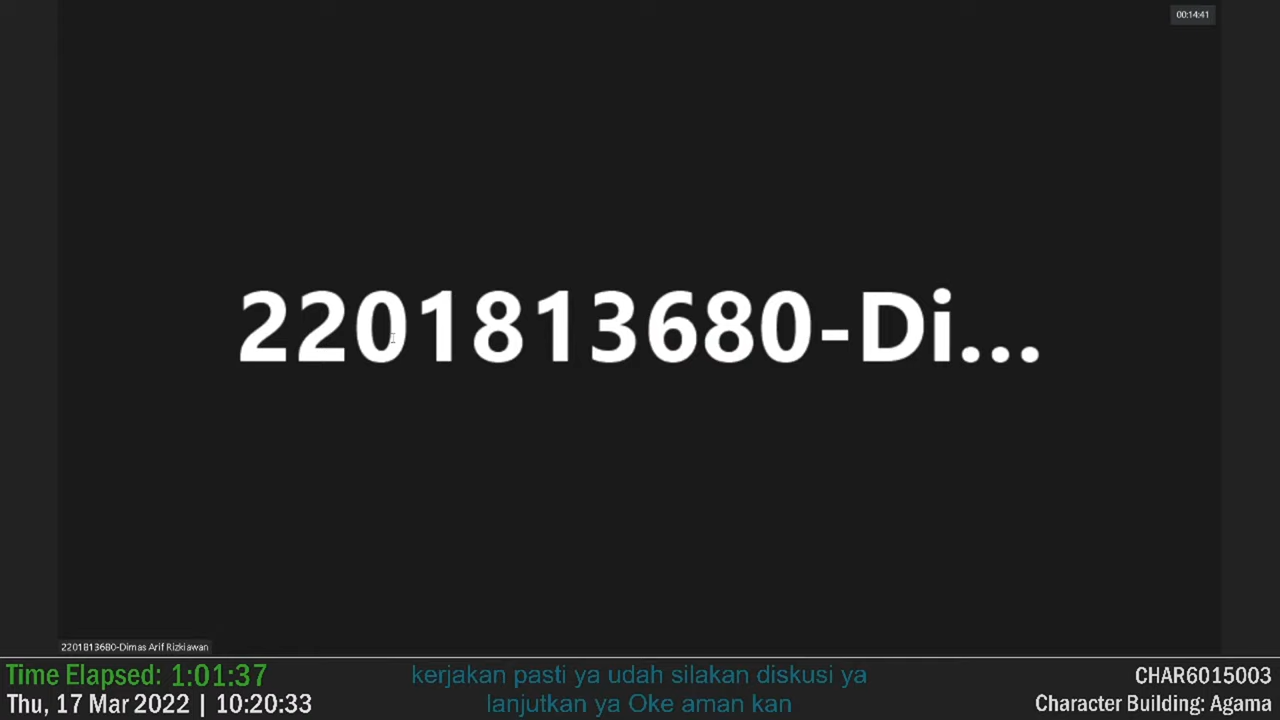 00:14:41
2201813680-Di...
2201813680-Dimas Arif Rizkiawan
Time Elapsed: 1:01:37
Thu, 17 Mar 2022 | 10:20:33
kerjakan pasti ya udah silakan diskusi ya
lanjutkan ya Oke aman kan
CHAR6015003
Character Building: Agama